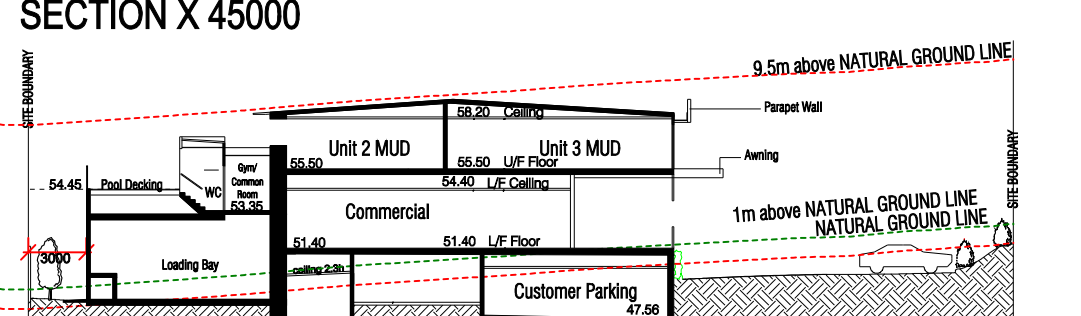 SECTION X 45000
9.5m above NATURAL GROUND LINE
SITE BOUNDARY
58.20 Ceiling
Parapet Wall
Unit 2 MUD
Unit 3 MUD
Awning
55.50
55.50 U/F Floor
Gym/
Common
Room
53.35
54.45
Pool Decking
WC
54.40 L/F Ceiling
SITE BOUNDARY
1m above NATURAL GROUND LINE
NATURAL GROUND LINE
Commercial
51.40
51.40 L/F Floor
3000
Loading Bay
ceiling 2.3h
Customer Parking
47.56